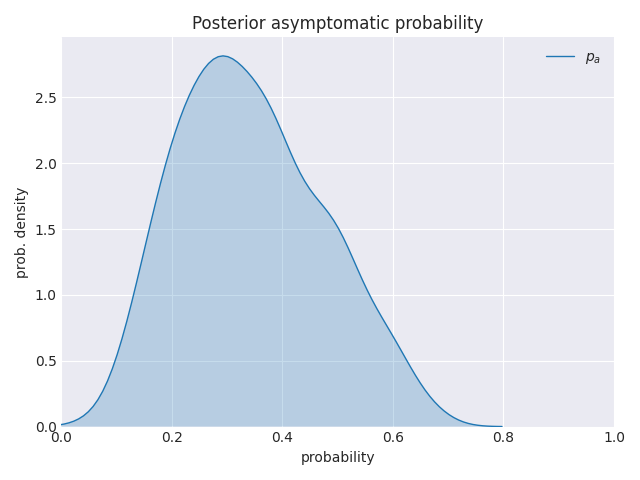 Posterior asymptomatic probability
pₐ
prob. density
2.5
2.0
1.5
1.0
0.5
0.0
0.0 0.2 0.4 0.6 0.8 1.0
probability